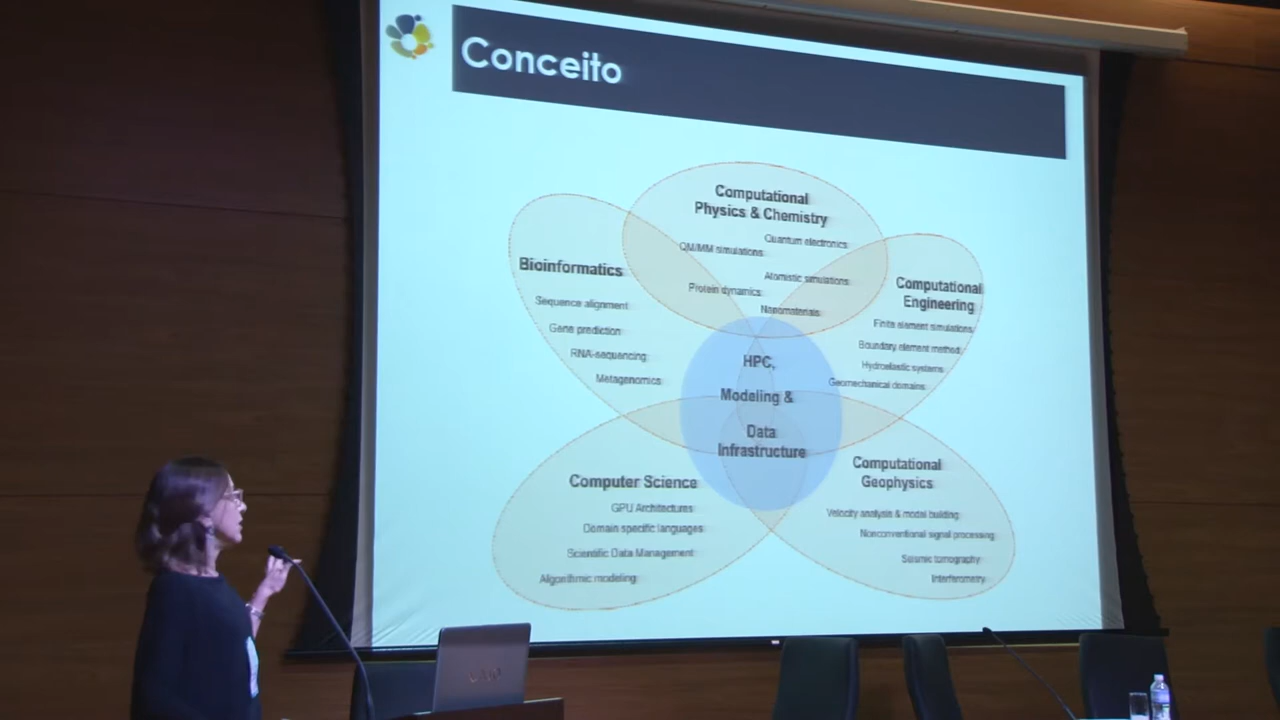 Conceito
Computational
Physics & Chemistry
Quantum electronics
QM/MM simulations
Atomistic simulations
Protein dynamics
Nanomaterials
Bioinformatics
Sequence alignment
Gene prediction
RNA-sequencing
Metagenomics
Computational
Engineering
Finite element simulations
Boundary element method
Hydroelastic systems
Geomechanical domains
HPC,
Modeling &
Data
Infrastructure
Computer Science
GPU Architectures
Domain specific languages
Scientific Data Management
Algorithmic modeling
Computational
Geophysics
Velocity analysis & model building
Nonconventional signal processing
Seismic tomography
Interferometry
VAIO